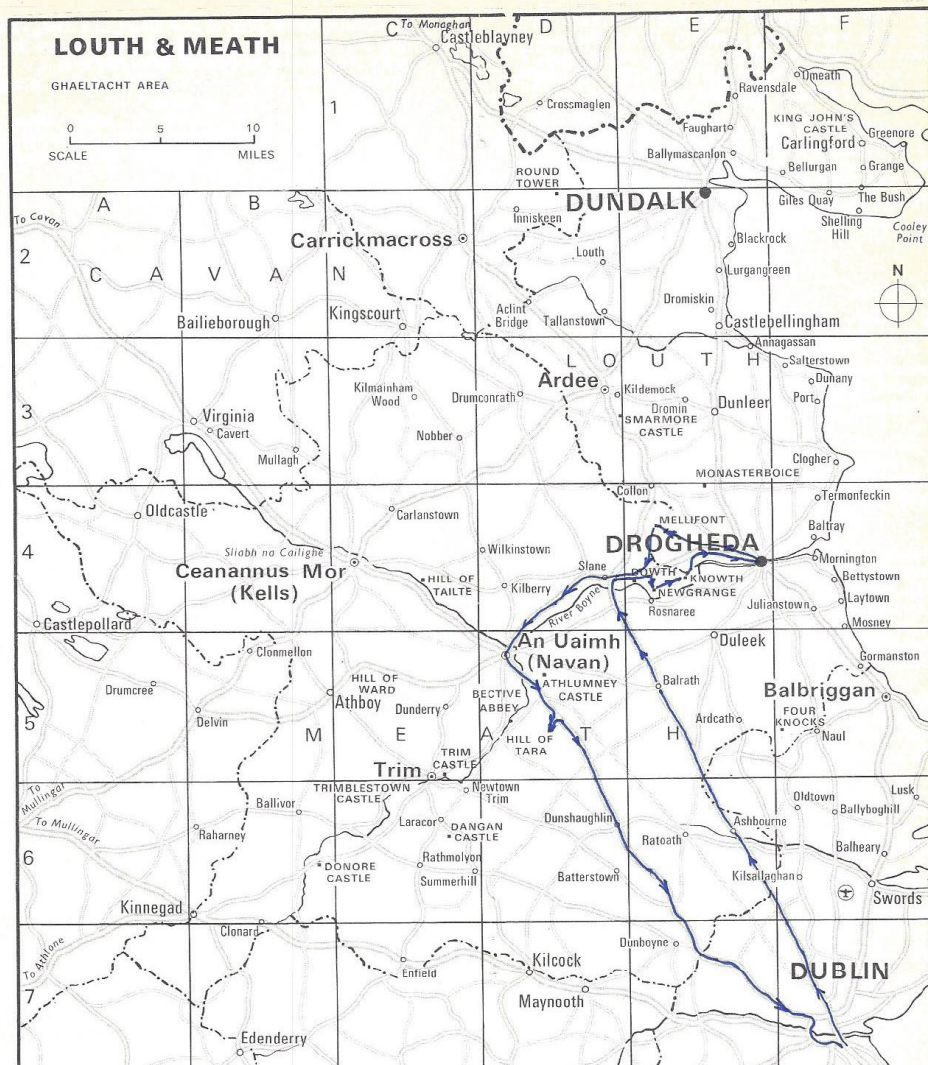 LOUTH & MEATH
GHAELTACHT AREA
0 5 10
SCALE MILES
C D E F
To Monaghan
Castleblayney
1
Crossmaglen
Omeath
Ravensdale
KING JOHN'S
CASTLE
Greenore
Faughart
Carlingford
Ballymascanlon
Bellurgan
Grange
ROUND
TOWER
DUNDALK
Giles Quay
The Bush
Shelling
Hill
Cooley
Point
A B
To Cavan
Inniskeen
Carrickmacross
Blackrock
2
Louth
Lurgangreen
C A V A N
N
Dromiskin
Bailieborough
Kingscourt
Aclint
Bridge
Tallanstown
Castlebellingham
Annagassan
L O U T H
Salterstown
Ardee
Dunany
Kilmainham
Wood
Drumconrath
Kildemock
Port
3
Dromin
Dunleer
SMARMORE
CASTLE
Virginia
Cavert
Nobber
Mullagh
Clogher
MONASTERBOICE
Collon
Termonfeckin
Oldcastle
Carlanstown
MELLIFONT
Baltray
4
Sliabh na Cailighe
Wilkinstown
DROGHEDA
Mornington
Ceanannus Mor
(Kells)
HILL OF
TAILTE
Slane
DOWTH
KNOWTH
Bettystown
Kilberry
NEWGRANGE
River Boyne
Rosnaree
Julianstown
Laytown
Castlepollard
Mosney
An Uaimh
(Navan)
Duleek
Clonmellon
Gormanston
Drumcree
HILL OF
WARD
Athboy
BECTIVE
ABBEY
ATHLUMNEY
CASTLE
Balrath
Balbriggan
5
Delvin
Dunderry
Ardcath
FOUR
KNOCKS
Naul
M E A T H
HILL OF
TARA
TRIM
CASTLE
Trim
To
Mullingar
TRIMBLESTOWN
CASTLE
Newtown
Trim
Oldtown
Lusk
Ballivor
Ballyboghill
To Mullingar
Raharney
Laracor
DANGAN
CASTLE
Dunshaughlin
Ratoath
Ashbourne
Balheary
6
DONORE
CASTLE
Rathmolyon
Summerhill
Batterstown
Kilsallaghan
Swords
Kinnegad
Clonard
Dunboyne
To Athlone
Enfield
Kilcock
DUBLIN
7
Maynooth
Edenderry